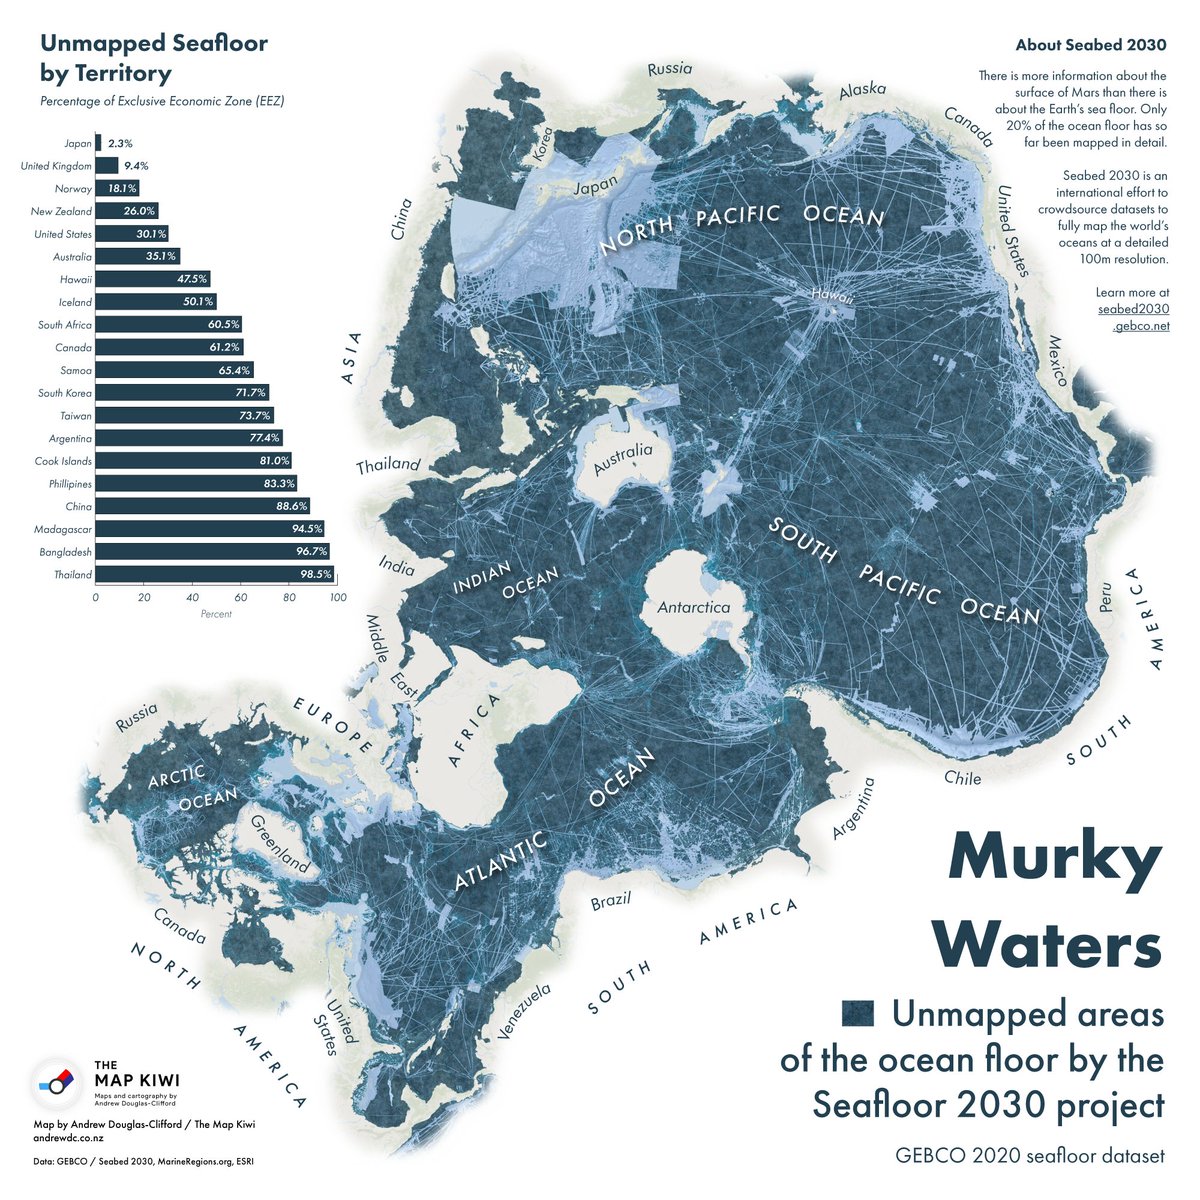 Unmapped Seafloor
by Territory
Percentage of Exclusive Economic Zone (EEZ)
Japan 2.3%
United Kingdom 9.4%
Norway 18.1%
New Zealand 26.0%
United States 30.1%
Australia 35.1%
Hawaii 47.5%
Iceland 50.1%
South Africa 60.5%
Canada 61.2%
Samoa 65.4%
South Korea 71.7%
Taiwan 73.7%
Argentina 77.4%
Cook Islands 81.0%
Phillipines 83.3%
China 88.6%
Madagascar 94.5%
Bangladesh 96.7%
Thailand 98.5%
0 20 40 60 80 100
Percent
About Seabed 2030
There is more information about the
surface of Mars than there is
about the Earth's sea floor. Only
20% of the ocean floor has so
far been mapped in detail.
Seabed 2030 is an
international effort to
crowdsource datasets to
fully map the world's
oceans at a detailed
100m resolution.
Learn more at
seabed2030
.gebco.net
Russia
Alaska
Canada
Korea
Japan
China
NORTH PACIFIC OCEAN
United States
Hawaii
ASIA
Mexico
Thailand
Australia
SOUTH PACIFIC OCEAN
India
INDIAN
OCEAN
Antarctica
Peru
SOUTH AMERICA
Middle East
EUROPE
AFRICA
Russia
ARCTIC
OCEAN
Greenland
ATLANTIC OCEAN
Chile
Argentina
Brazil
SOUTH AMERICA
Canada
NORTH AMERICA
United
States
Venezuela
Murky
Waters
Unmapped areas
of the ocean floor by the
Seafloor 2030 project
GEBCO 2020 seafloor dataset
THE
MAP KIWI
Maps and cartography by
Andrew Douglas-Clifford
Map by Andrew Douglas-Clifford / The Map Kiwi
andrewdc.co.nz
Data: GEBCO / Seabed 2030, MarineRegions.org, ESRI